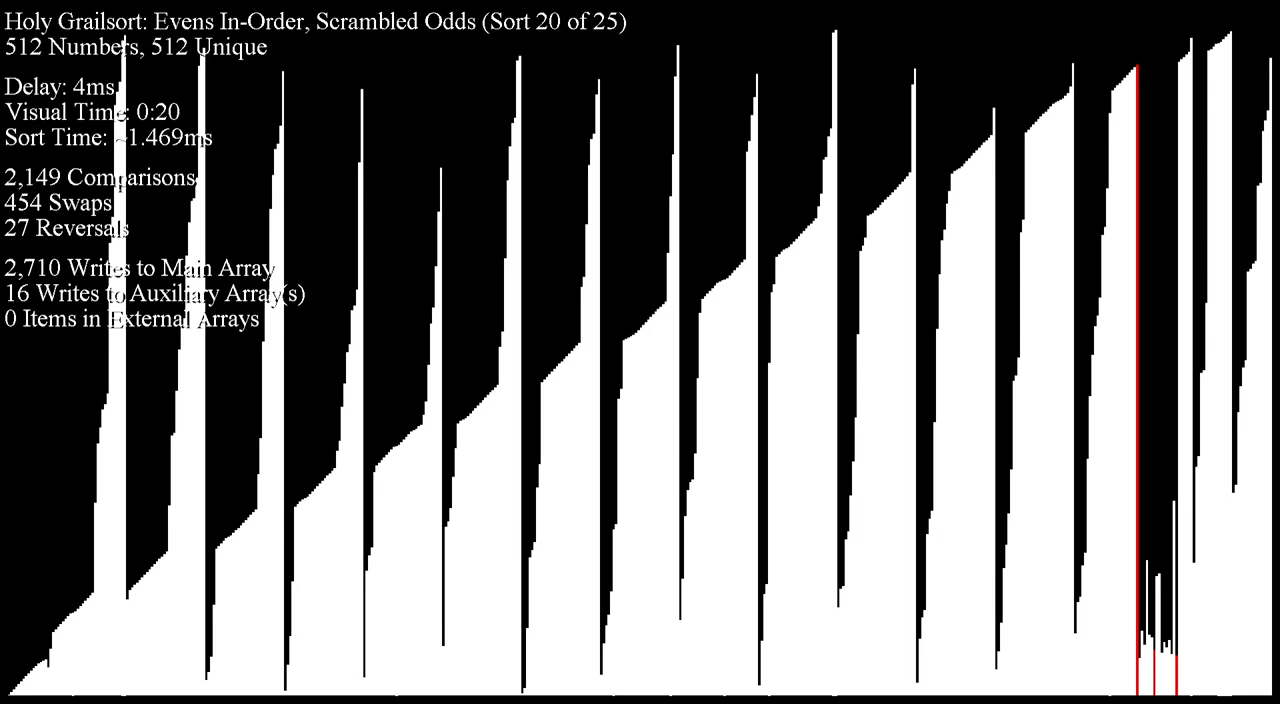 Holy Grailsort: Evens In-Order, Scrambled Odds (Sort 20 of 25)
512 Numbers, 512 Unique
Delay: 4ms
Visual Time: 0:20
Sort Time: ~1.469ms
2,149 Comparisons
454 Swaps
27 Reversals
2,710 Writes to Main Array
16 Writes to Auxiliary Array(s)
0 Items in External Arrays